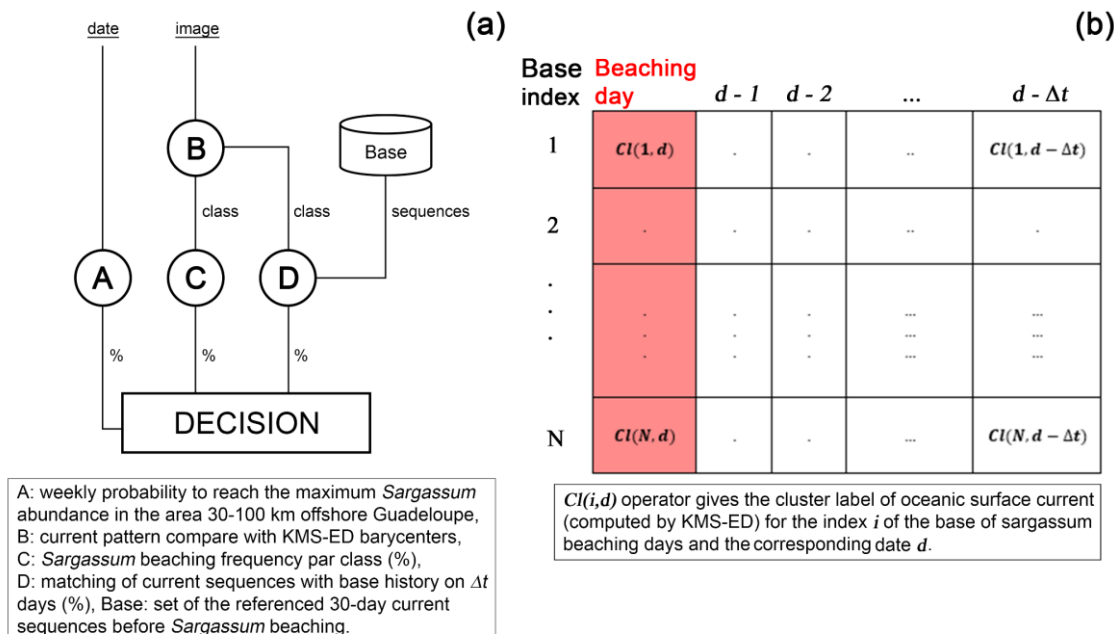 (a)
date
image
B
Base
class
class
sequences
A
C
D
%
%
%
DECISION
A: weekly probability to reach the maximum Sargassum
abundance in the area 30-100 km offshore Guadeloupe,
B: current pattern compare with KMS-ED barycenters,
C: Sargassum beaching frequency par class (%),
D: matching of current sequences with base history on Δt
days (%), Base: set of the referenced 30-day current
sequences before Sargassum beaching.
(b)
Base
index
Beaching
day
d - 1
d - 2
...
d - Δt
1
Cl(1, d)
.
.
..
Cl(1, d − Δt)
2
.
.
.
..
.
.
.
.
.
.
.
...
...
.
.
.
...
...
.
.
.
...
...
N
Cl(N, d)
.
.
...
Cl(N, d − Δt)
Cl(i,d) operator gives the cluster label of oceanic surface current
(computed by KMS-ED) for the index i of the base of sargassum
beaching days and the corresponding date d.